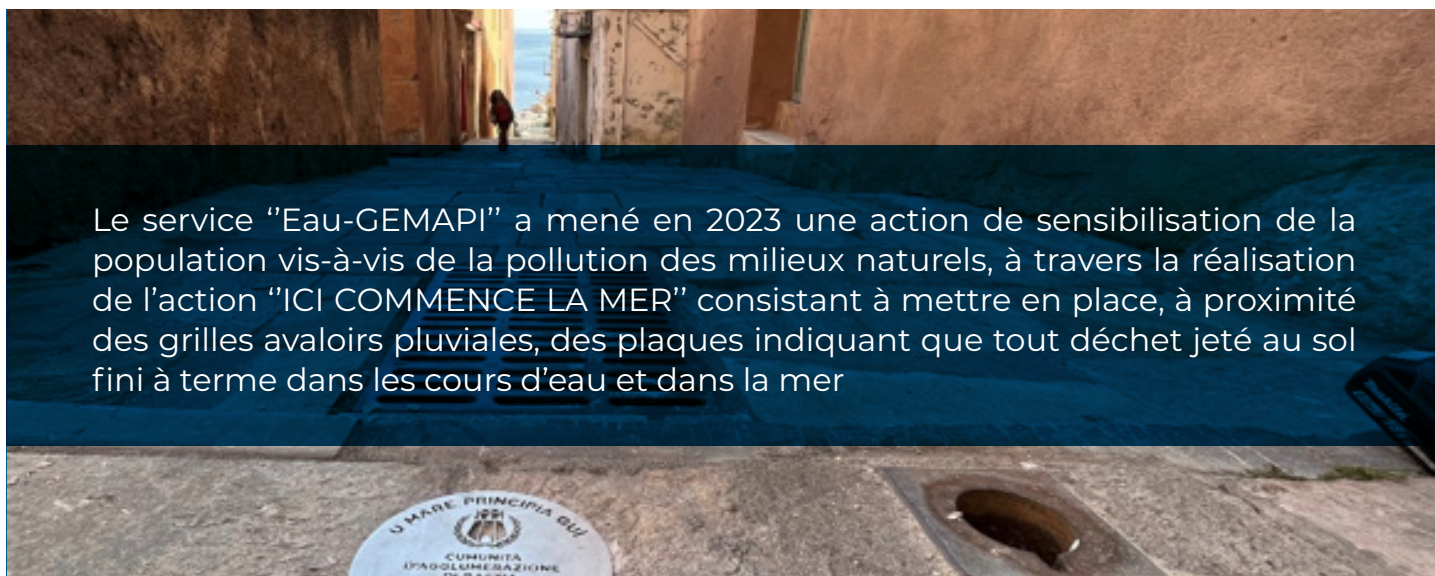 Le service ‘’Eau-GEMAPI’’ a mené en 2023 une action de sensibilisation de la
population vis-à-vis de la pollution des milieux naturels, à travers la réalisation
de l’action ‘’ICI COMMENCE LA MER’’ consistant à mettre en place, à proximité
des grilles avaloirs pluviales, des plaques indiquant que tout déchet jeté au sol
fini à terme dans les cours d’eau et dans la mer
U MARE PRINCIPIA QUÌ
CUMUNITÀ
D'AGGLUMERAZIONE
DI BASTIA